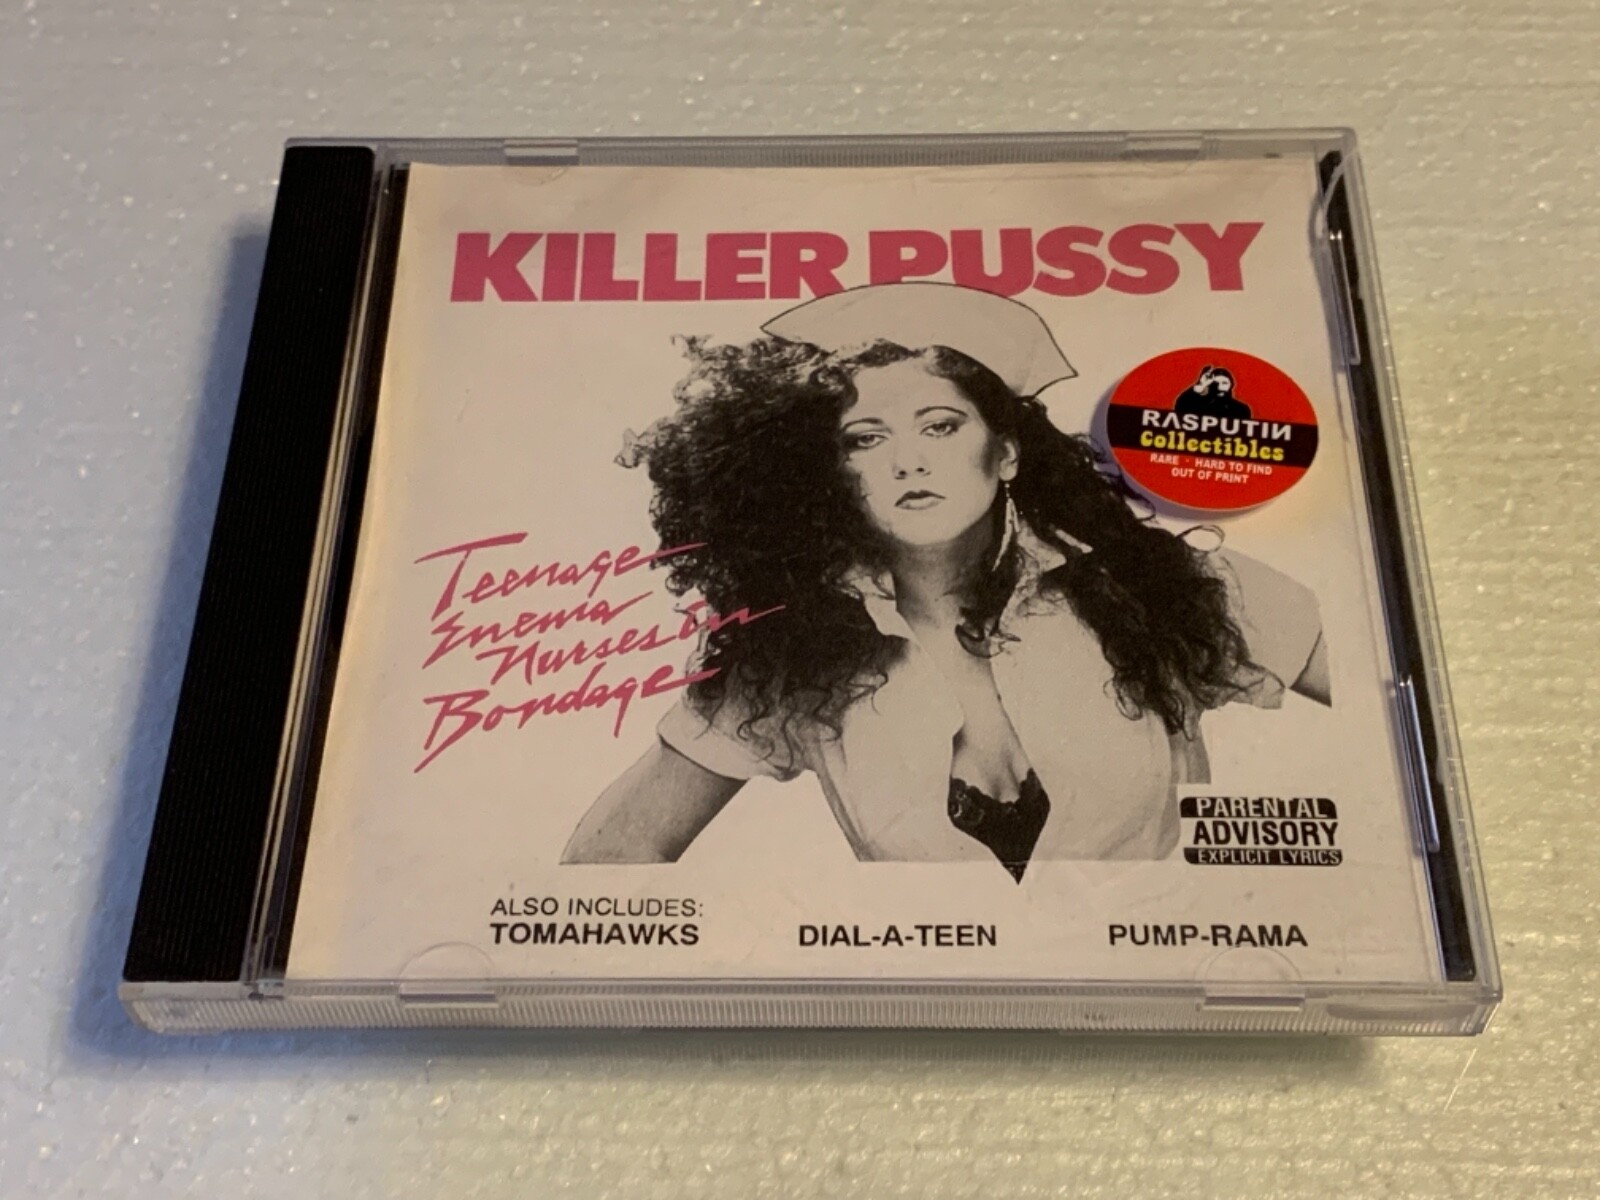 KILLER PUSSY
RASPUTIN
Collectibles
RARE · HARD TO FIND
OUT OF PRINT
Teenage
Enema
Nurses in
Bondage
PARENTAL
ADVISORY
EXPLICIT LYRICS
ALSO INCLUDES:
TOMAHAWKS DIAL-A-TEEN PUMP-RAMA